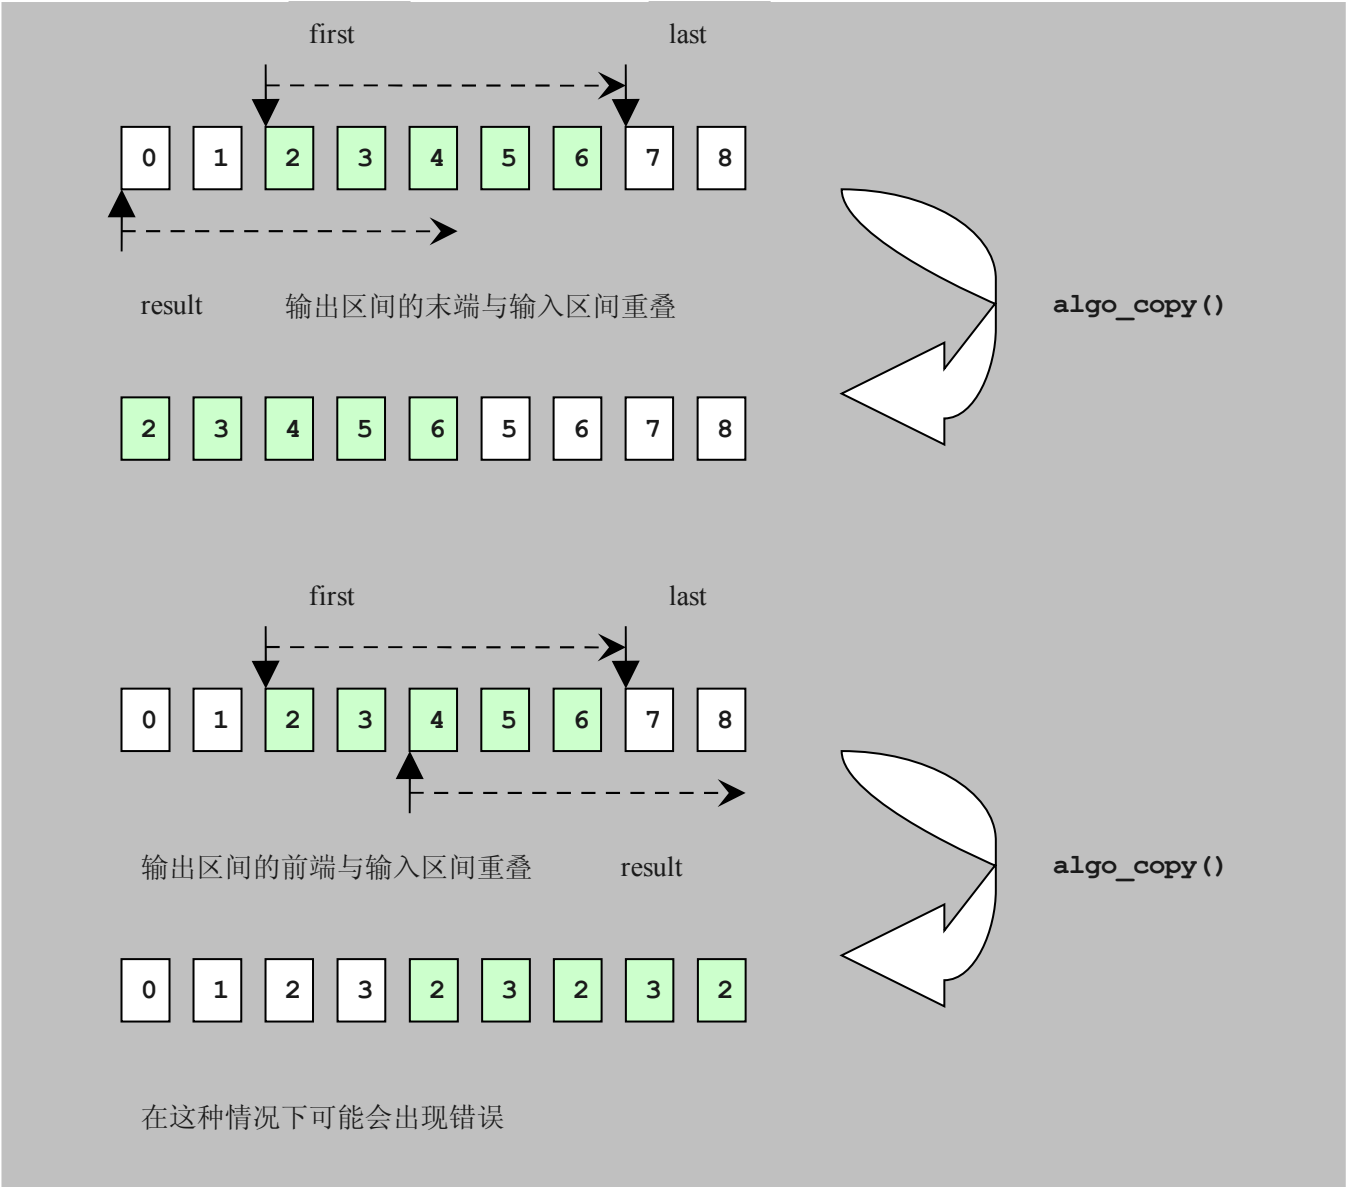 first last
0 1 2 3 4 5 6 7 8
result 输出区间的末端与输入区间重叠 algo_copy()
2 3 4 5 6 5 6 7 8
first last
0 1 2 3 4 5 6 7 8
输出区间的前端与输入区间重叠 result algo_copy()
0 1 2 3 2 3 2 3 2
在这种情况下可能会出现错误